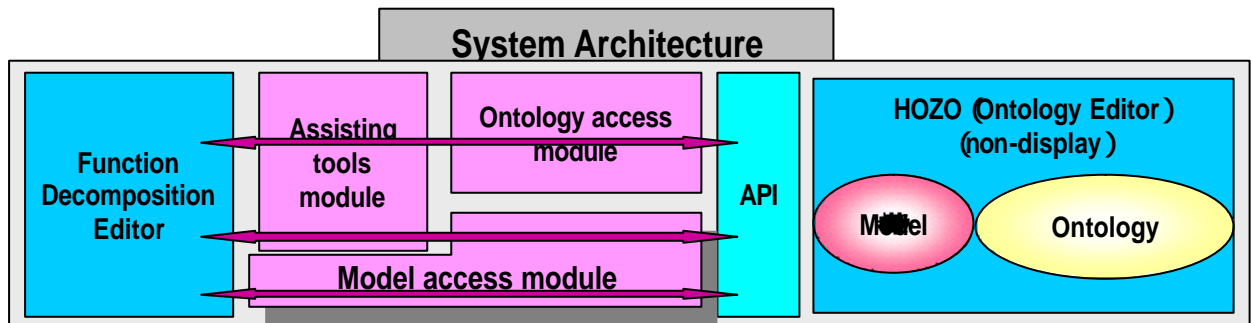 System Architecture
Function
Decomposition
Editor
Assisting
tools
module
Ontology access
module
Model access module
API
HOZO (Ontology Editor)
(non-display)
Model
Ontology